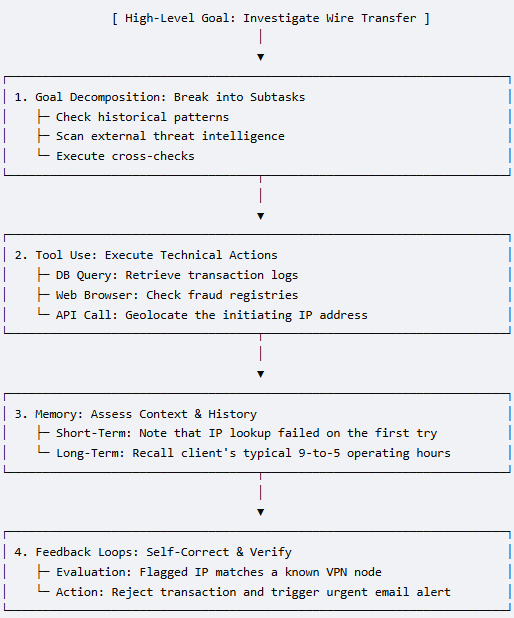 [ High-Level Goal: Investigate Wire Transfer ]
1. Goal Decomposition: Break into Subtasks
Check historical patterns
Scan external threat intelligence
Execute cross-checks
2. Tool Use: Execute Technical Actions
DB Query: Retrieve transaction logs
Web Browser: Check fraud registries
API Call: Geolocate the initiating IP address
3. Memory: Assess Context & History
Short-Term: Note that IP lookup failed on the first try
Long-Term: Recall client's typical 9-to-5 operating hours
4. Feedback Loops: Self-Correct & Verify
Evaluation: Flagged IP matches a known VPN node
Action: Reject transaction and trigger urgent email alert